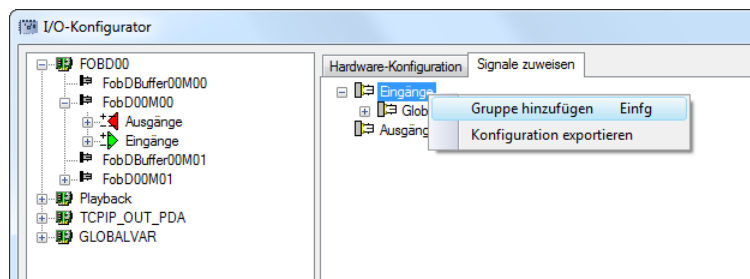 I/O-Konfigurator
FOBD00
FobDBuffer00M00
FobD00M00
Ausgänge
Eingänge
FobDBuffer00M01
FobD00M01
Playback
TCPIP_OUT_PDA
GLOBALVAR
Hardware-Konfiguration Signale zuweisen
Eingänge
Glob
Ausgäng
Gruppe hinzufügen Einfg
Konfiguration exportieren